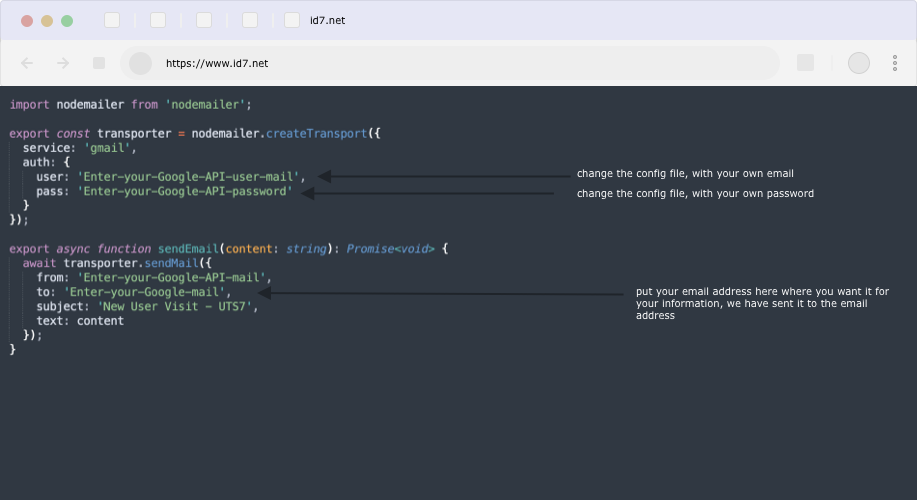 id7.net
https://www.id7.net
import nodemailer from 'nodemailer';
export const transporter = nodemailer.createTransport({
service: 'gmail',
auth: {
user: 'Enter-your-Google-API-user-mail',
change the config file, with your own email
pass: 'Enter-your-Google-API-password'
change the config file, with your own password
}
});
export async function sendEmail(content: string): Promise<void> {
await transporter.sendMail({
from: 'Enter-your-Google-API-mail',
to: 'Enter-your-Google-mail',
put your email address here where you want it for
your information, we have sent it to the email
address
subject: 'New User Visit - UTS7',
text: content
});
}